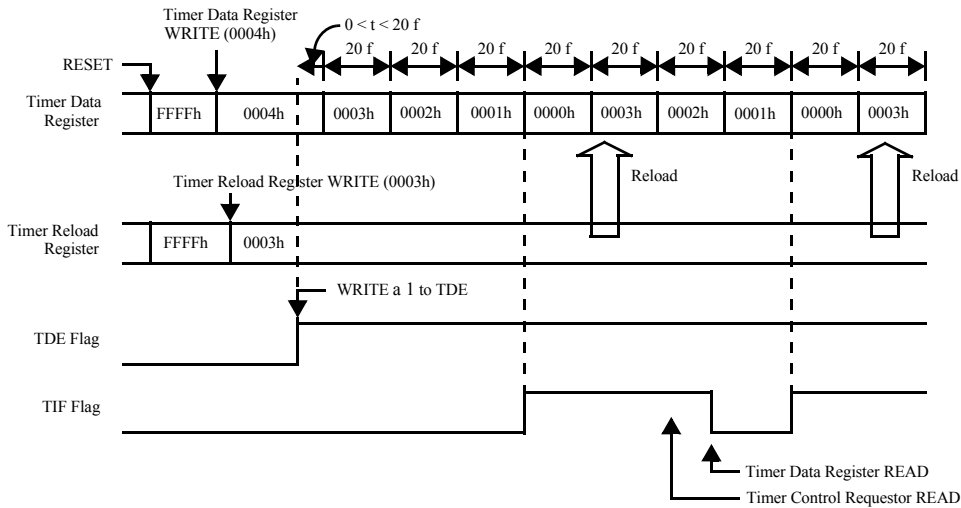 Timer Data Register
WRITE (0004h)
0 < t < 20 f
20 f 20 f 20 f 20 f 20 f 20 f 20 f 20 f 20 f
RESET
Timer Data
Register
FFFFh 0004h 0003h 0002h 0001h 0000h 0003h 0002h 0001h 0000h 0003h
Reload Reload
Timer Reload Register WRITE (0003h)
Timer Reload
Register
FFFFh 0003h
WRITE a 1 to TDE
TDE Flag
TIF Flag
Timer Data Register READ
Timer Control Requestor READ